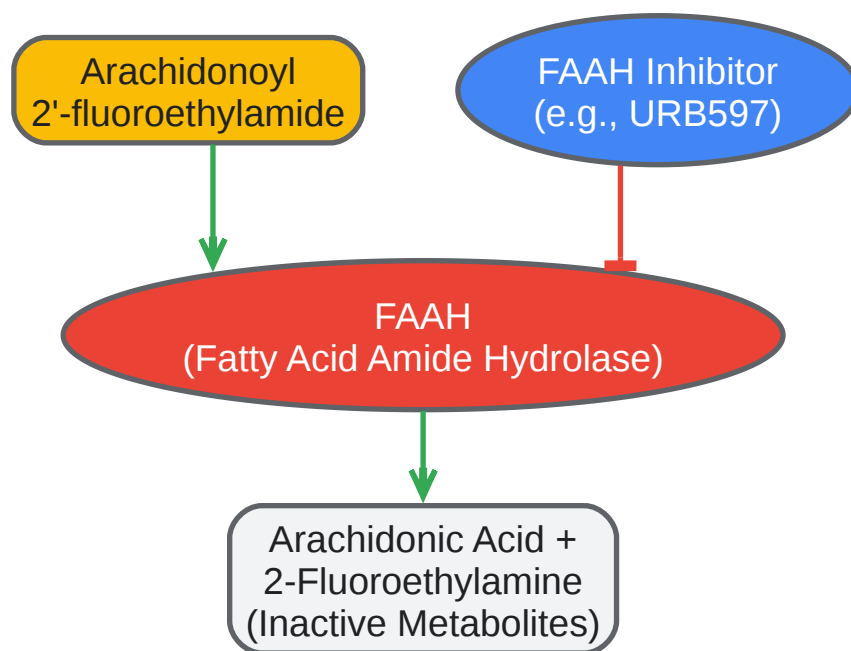 Arachidonoyl
2'-fluoroethylamide
FAAH Inhibitor
(e.g., URB597)
FAAH
(Fatty Acid Amide Hydrolase)
Arachidonic Acid +
2-Fluoroethylamine
(Inactive Metabolites)